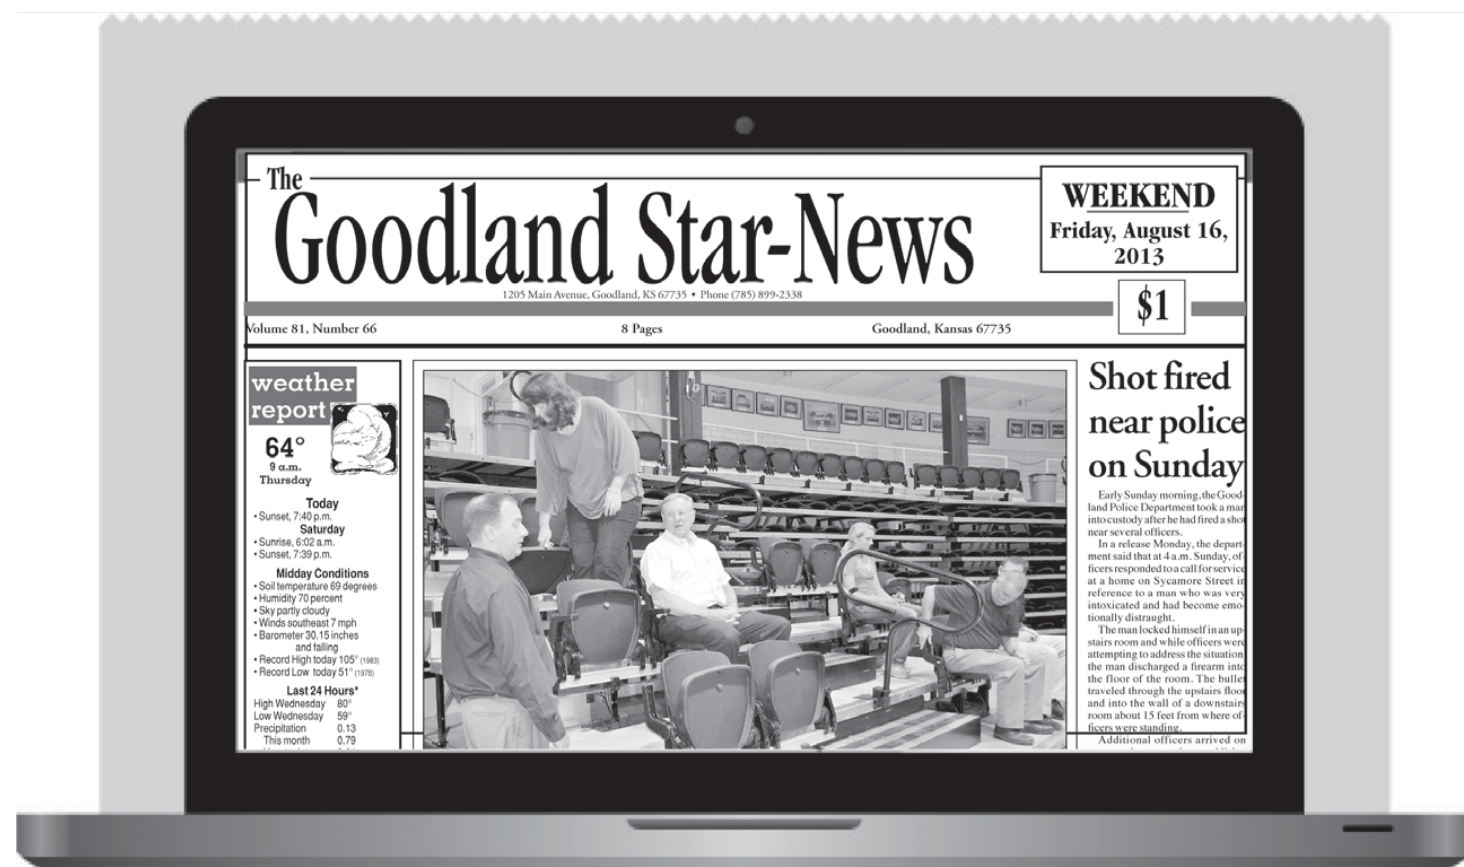 The
Goodland Star-News
WEEKEND
Friday, August 16,
2013
1205 Main Avenue, Goodland, KS 67735 • Phone (785) 899-2338
$1
Volume 81, Number 66
8 Pages
Goodland, Kansas 67735
weather
report
64°
9 a.m.
Thursday
Today
• Sunset, 7:40 p.m.
Saturday
• Sunrise, 6:02 a.m.
• Sunset, 7:39 p.m.
Midday Conditions
• Soil temperature 69 degrees
• Humidity 70 percent
• Sky partly cloudy
• Winds southeast 7 mph
• Barometer 30.15 inches
and falling
• Record High today 105° (1983)
• Record Low today 51° (1978)
Last 24 Hours*
High Wednesday 80°
Low Wednesday 59°
Precipitation 0.13
This month 0.79
Shot fired
near police
on Sunday
Early Sunday morning, the Good-
land Police Department took a man
into custody after he had fired a shot
near several officers.
In a release Monday, the depart-
ment said that at 4 a.m. Sunday, of-
ficers responded to a call for service
at a home on Sycamore Street in
reference to a man who was very
intoxicated and had become emo-
tionally distraught.
The man locked himself in an up-
stairs room and while officers were
attempting to address the situation
the man discharged a firearm into
the floor of the room. The bullet
traveled through the upstairs floor
and into the wall of a downstairs
room about 15 feet from where of-
ficers were standing.
Additional officers arrived on